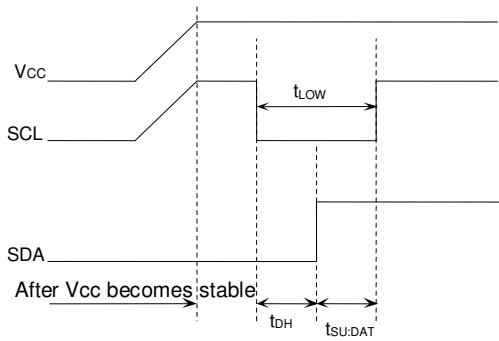 Vcc
tLOW
SCL
SDA
After Vcc becomes stable
tDH
tSU:DAT